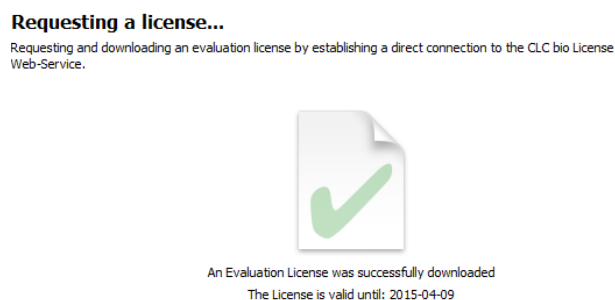 Requesting a license...
Requesting and downloading an evaluation license by establishing a direct connection to the CLC bio License
Web-Service.
An Evaluation License was successfully downloaded
The License is valid until: 2015-04-09